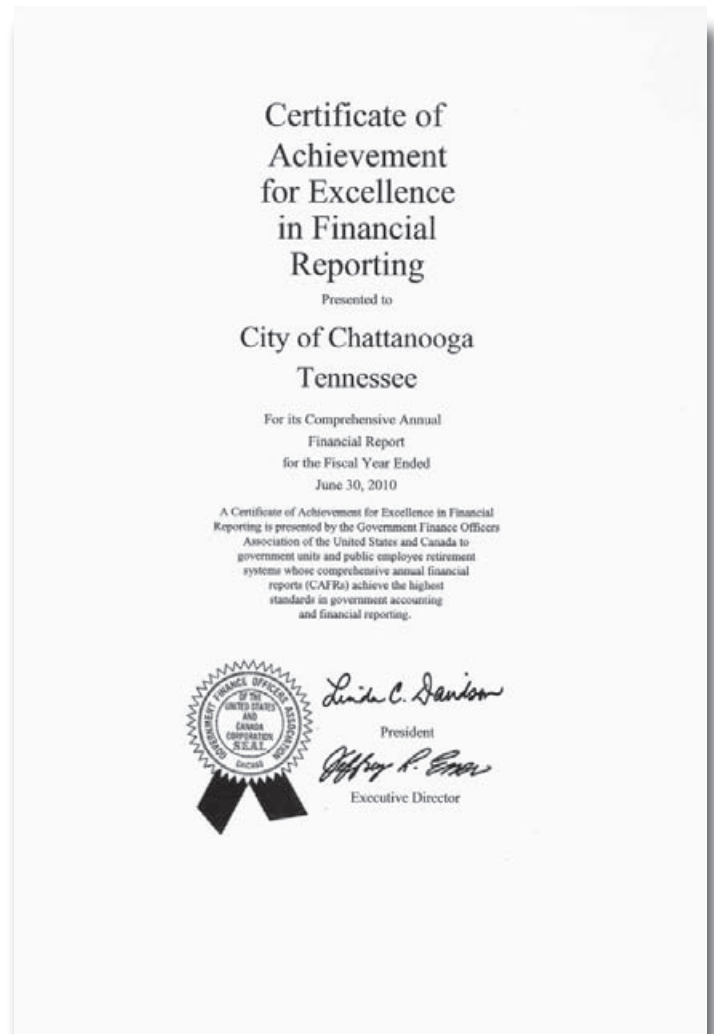 Certificate of
Achievement
for Excellence
in Financial
Reporting
Presented to
City of Chattanooga
Tennessee
For its Comprehensive Annual
Financial Report
for the Fiscal Year Ended
June 30, 2010
A Certificate of Achievement for Excellence in Financial
Reporting is presented by the Government Finance Officers
Association of the United States and Canada to
government units and public employee retirement
systems whose comprehensive annual financial
reports (CAFRs) achieve the highest
standards in government accounting
and financial reporting.
GOVERNMENT FINANCE OFFICERS ASSOCIATION
OF THE
UNITED STATES
AND
CANADA
CORPORATION
SEAL
CHICAGO
Linda C. Davidson
President
Jeffrey R. Ener
Executive Director